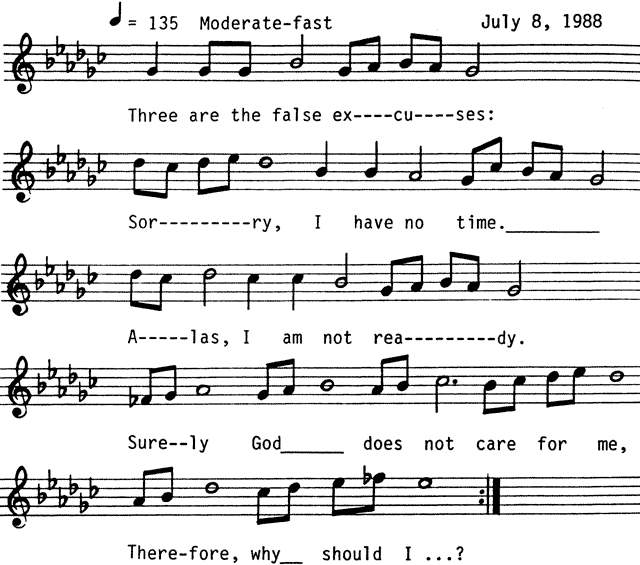 = 135 Moderate-fast July 8, 1988
Three are the false ex----cu----ses:
Sor---------ry, I have no time.__________
A-----las, I am not rea---------dy.
Sure--ly God______ does not care for me,
There-fore, why__ should I ...?